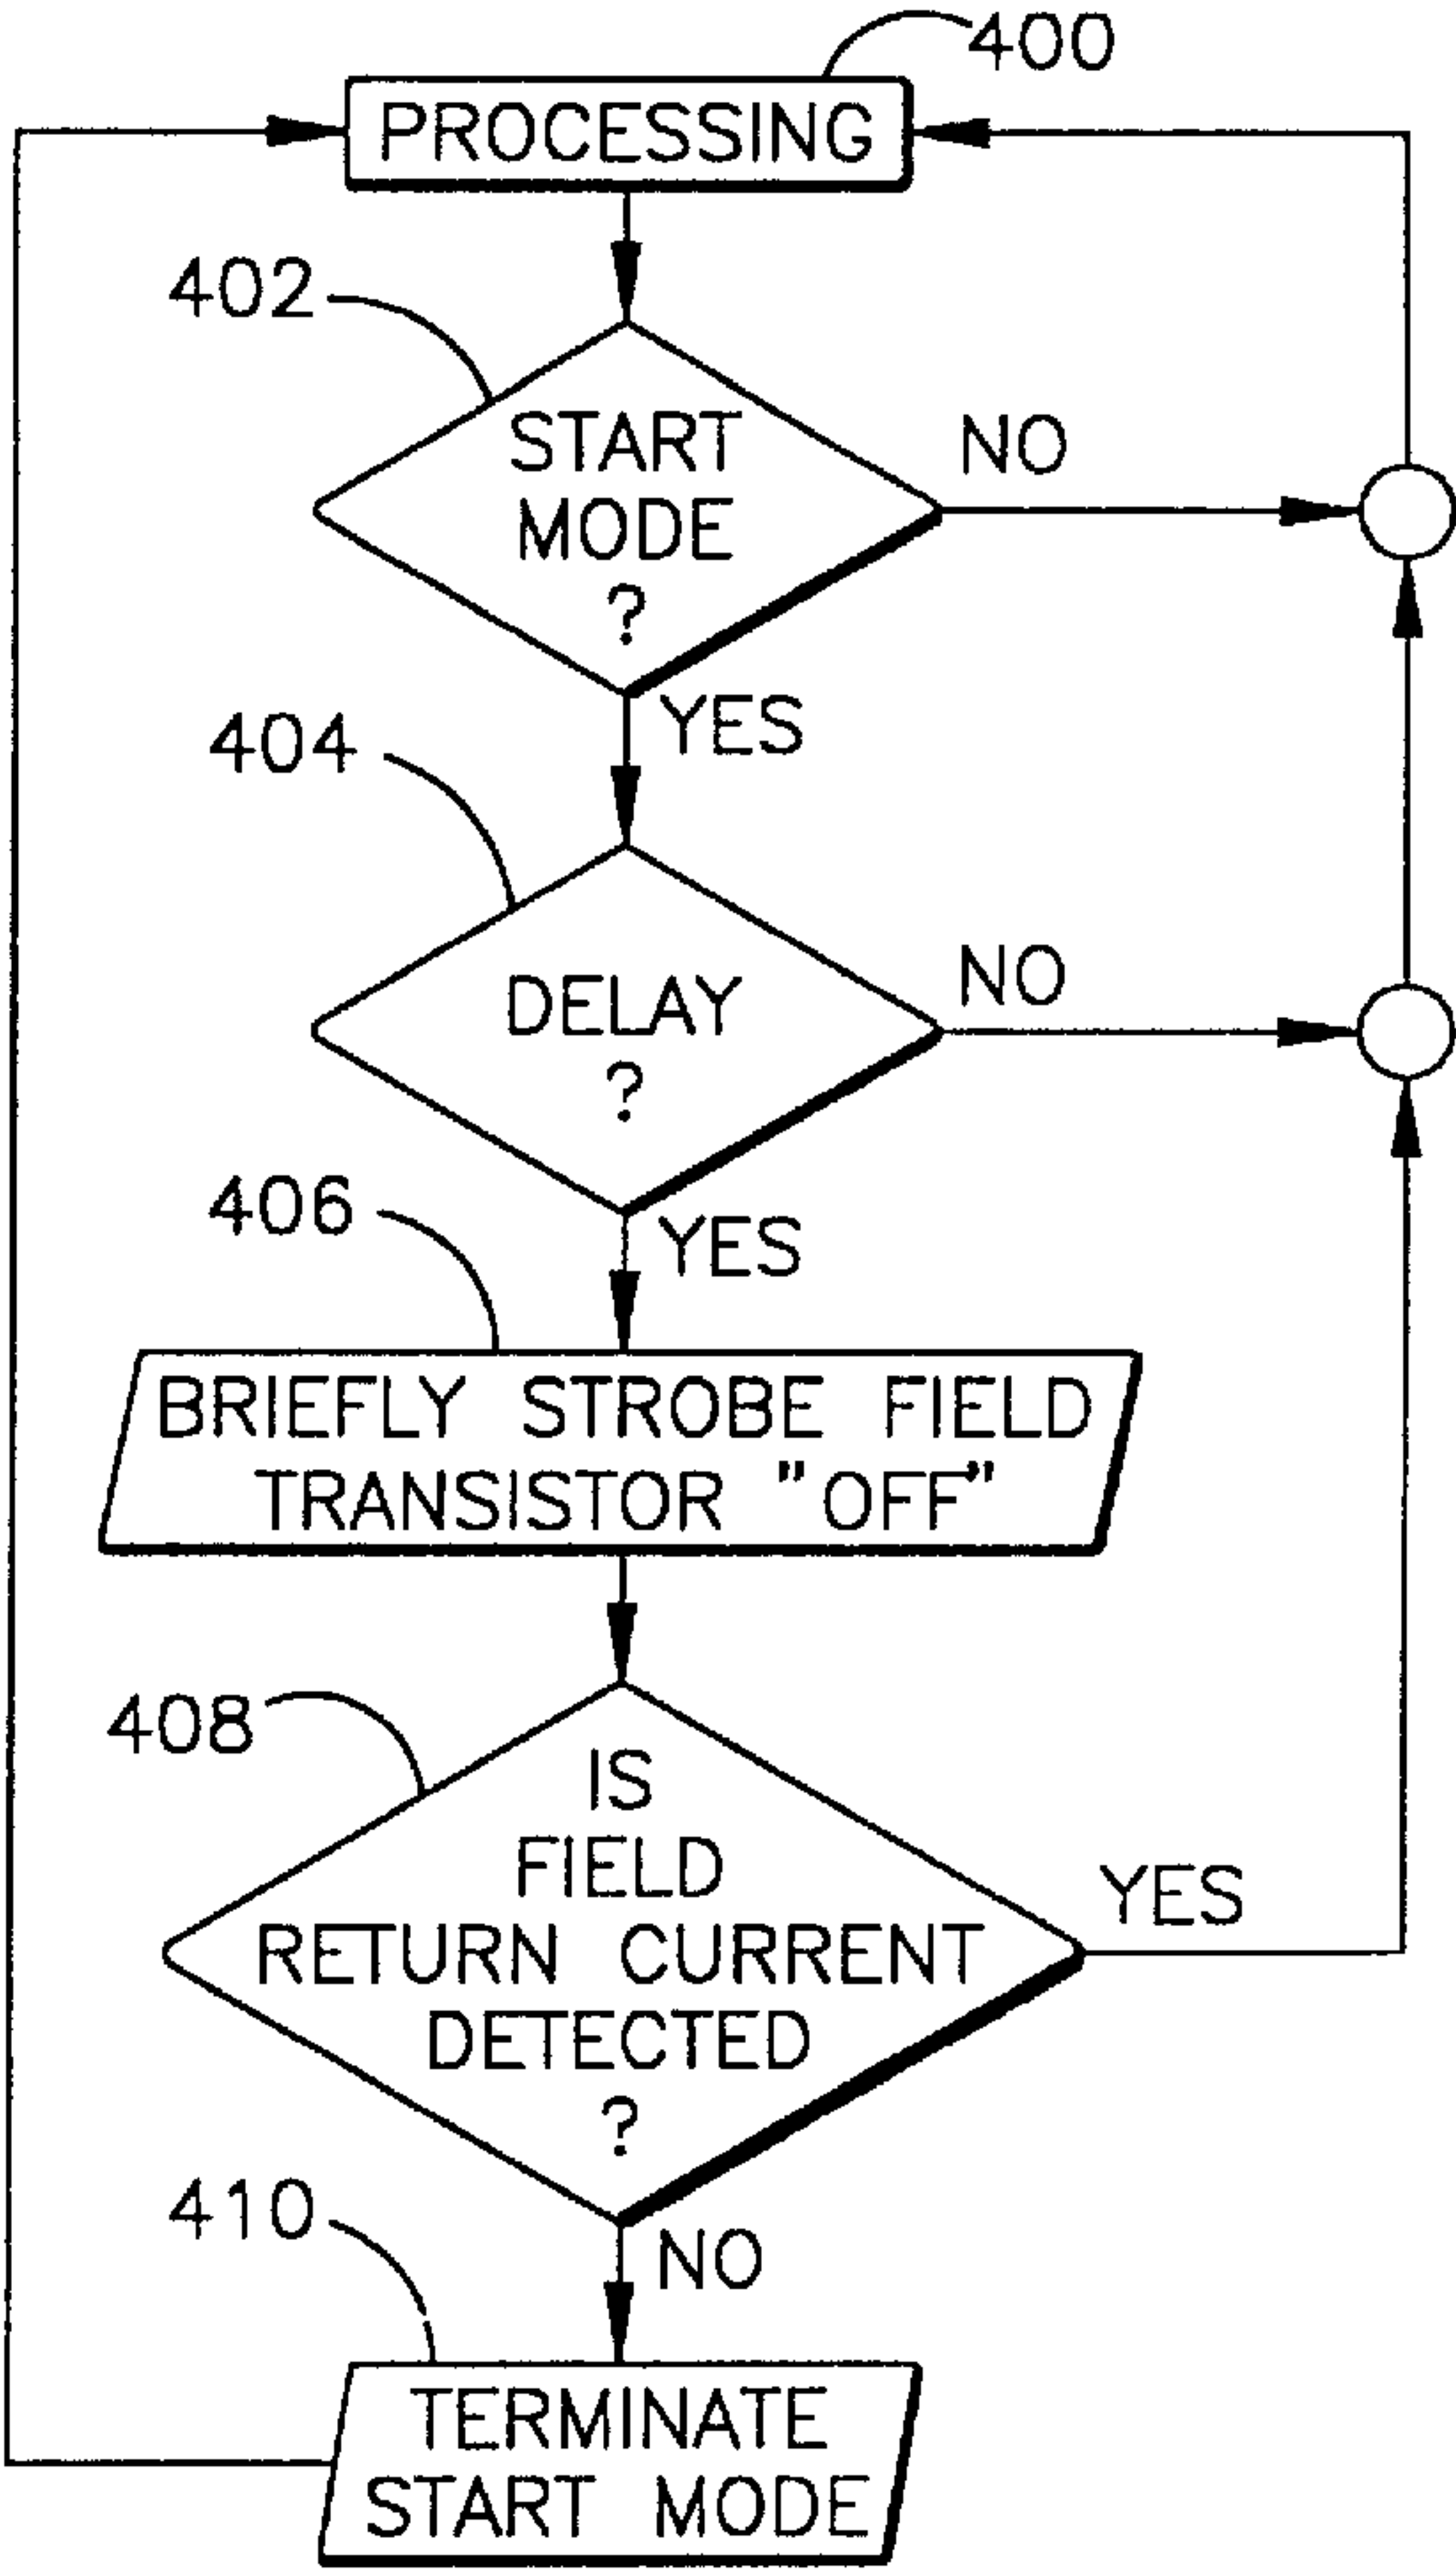 400
PROCESSING
402
START
MODE
?
NO
YES
404
DELAY
?
NO
YES
406
BRIEFLY STROBE FIELD
TRANSISTOR "OFF"
408
IS
FIELD
RETURN CURRENT
DETECTED
?
YES
NO
410
TERMINATE
START MODE